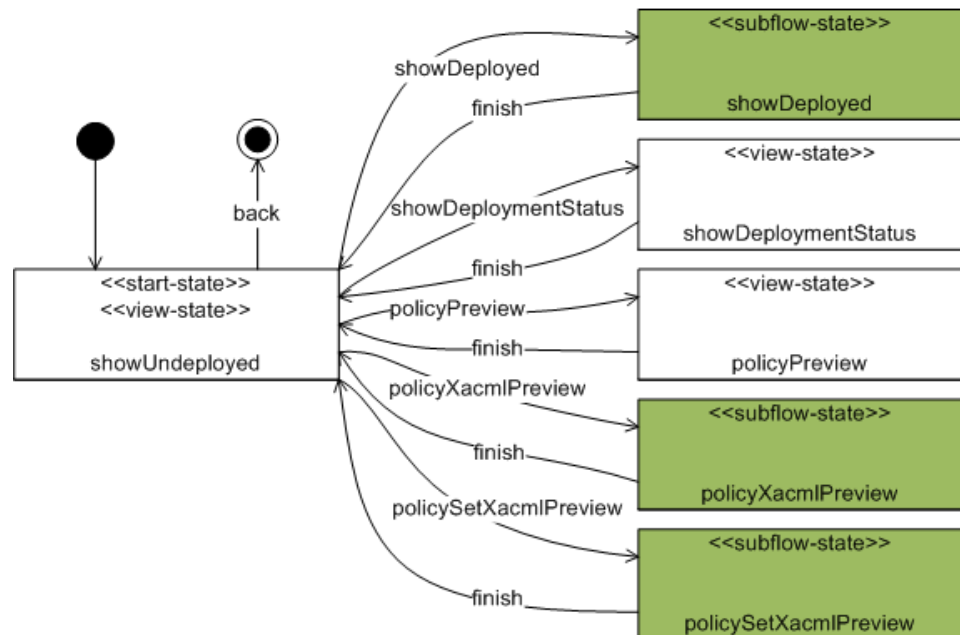 <<subflow-state>>
showDeployed
showDeployed
finish
<<view-state>>
showDeploymentStatus
showDeploymentStatus
back
finish
<<start-state>>
<<view-state>>
showUndeployed
<<view-state>>
policyPreview
policyPreview
finish
policyXacmlPreview
<<subflow-state>>
policyXacmlPreview
finish
policySetXacmlPreview
<<subflow-state>>
policySetXacmlPreview
finish